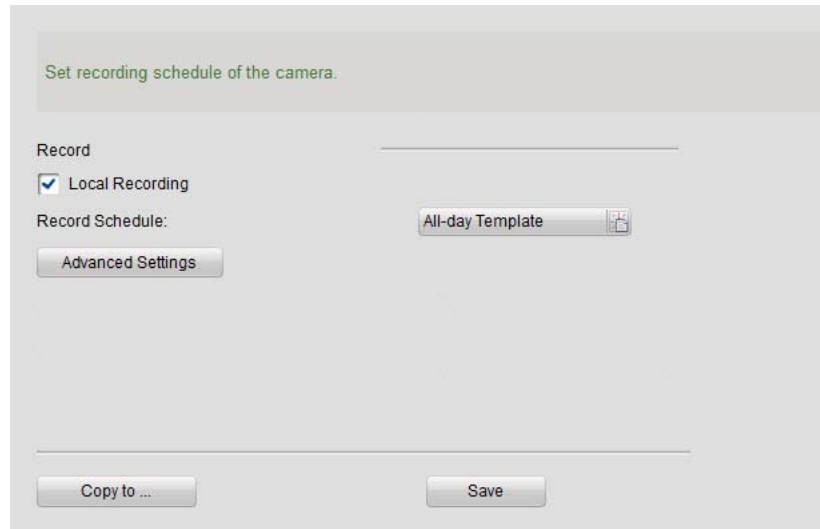 Set recording schedule of the camera.
Record
Local Recording
Record Schedule:
All-day Template
Advanced Settings
Copy to ...
Save